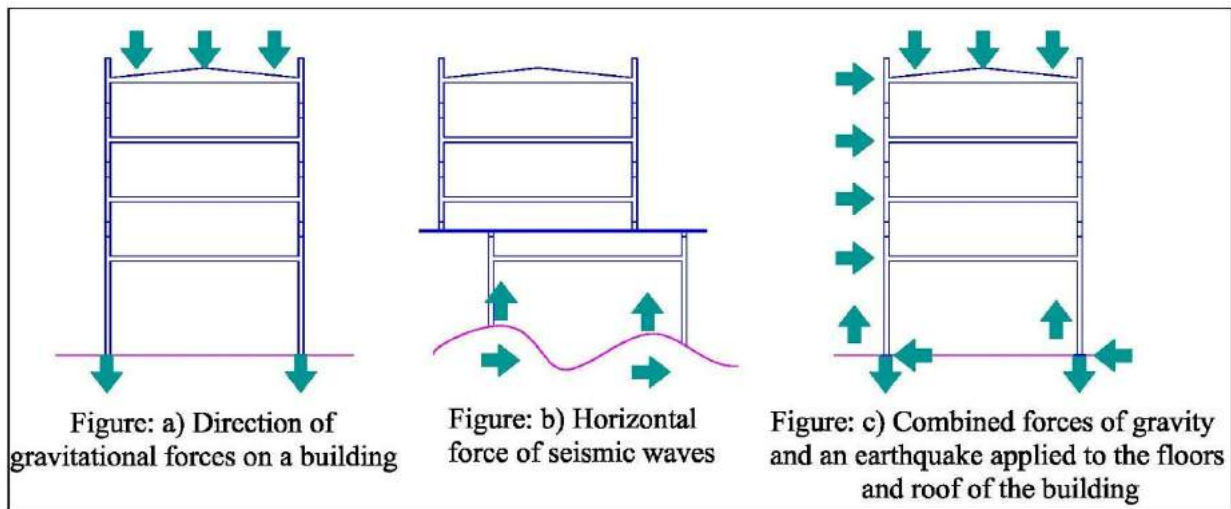 Figure: a) Direction of
gravitational forces on a building
Figure: b) Horizontal
force of seismic waves
Figure: c) Combined forces of gravity
and an earthquake applied to the floors
and roof of the building